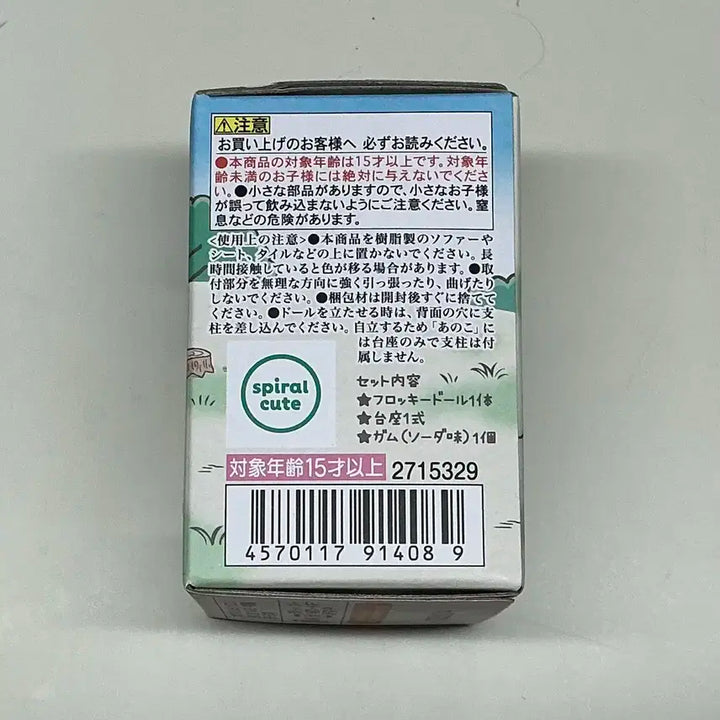 ⚠注意
お買い上げのお客様へ 必ずお読みください。
●本商品の対象年齢は15才以上です。対象年
齢未満のお子様には絶対に与えないでくださ
い。●小さな部品がありますので、小さなお子様
が誤って飲み込まないようにご注意ください。窒
息などの危険があります。
<使用上の注意>●本商品を樹脂製のソファーや
シート、タイルなどの上に置かないでください。長
時間接触していると色が移る場合があります。●取
付部分を無理な方向に強く引っ張ったり、曲げたり
しないでください。●梱包材は開封後すぐに捨てて
ください。●ドールを立たせる時は、背面の穴に支
柱を差し込んでください。自立するため「あのこ」に
は台座のみで支柱は付
属しません。
spiral
cute
セット内容
★フロッキードール1体
★台座1式
★ガム(ソーダ味)1個
対象年齢15才以上 2715329
4570117 91408 9